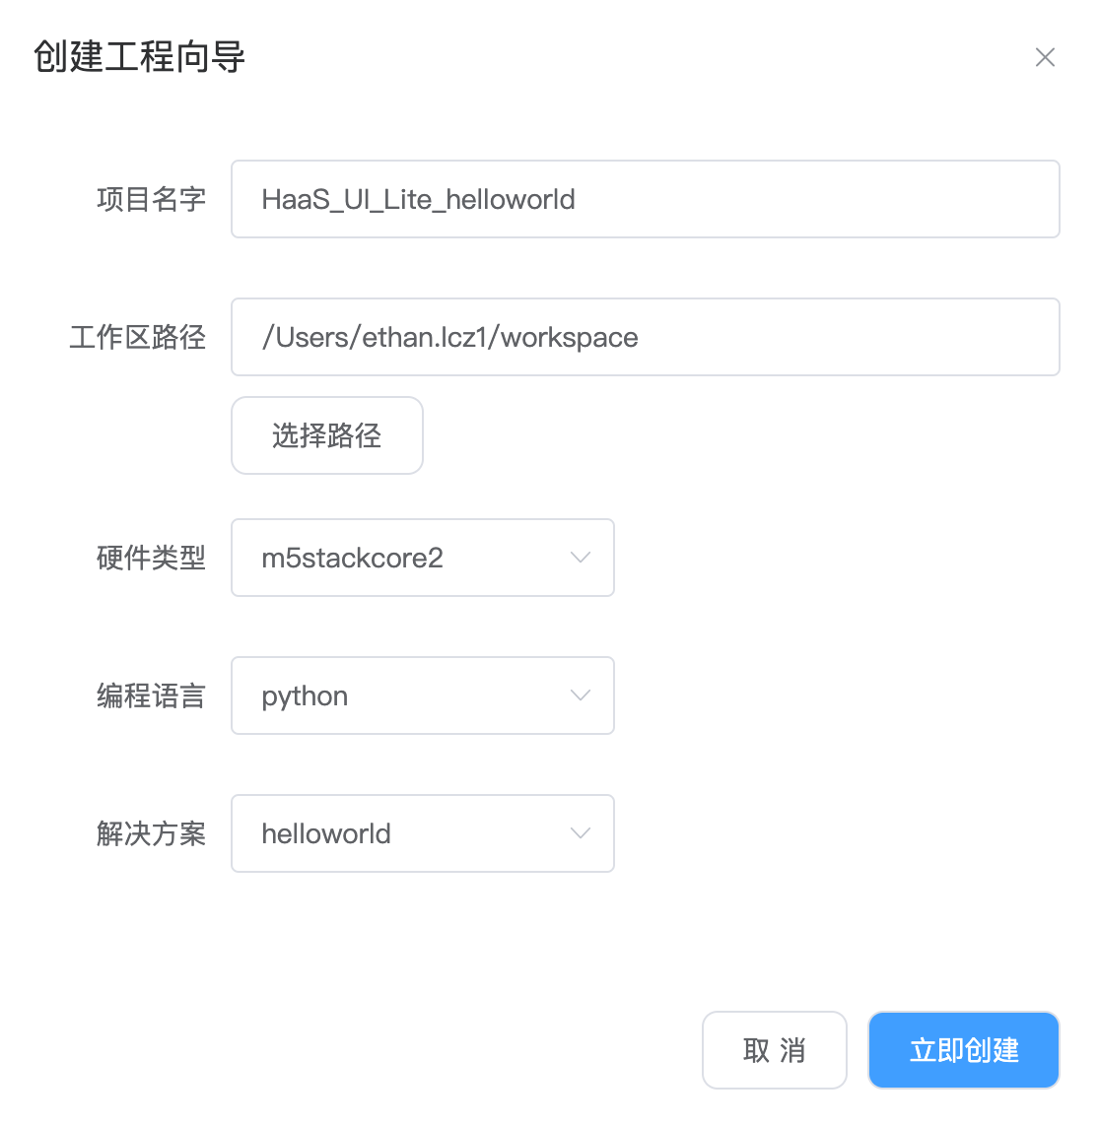 创建工程向导
项目名字 HaaS_UI_Lite_helloworld
工作区路径 /Users/ethan.lcz1/workspace
选择路径
硬件类型 m5stackcore2
编程语言 python
解决方案 helloworld
取 消 立即创建